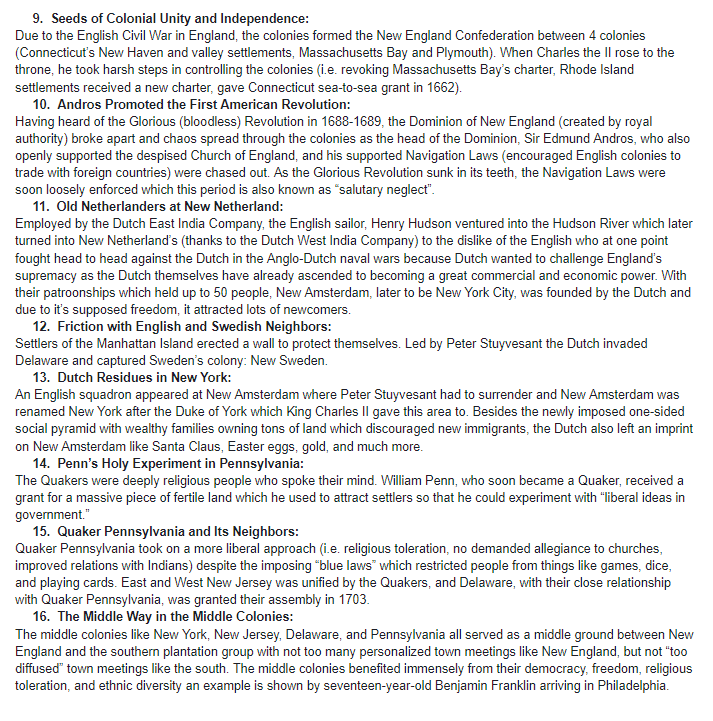 9. Seeds of Colonial Unity and Independence:
Due to the English Civil War in England, the colonies formed the New England Confederation between 4 colonies
(Connecticut's New Haven and valley settlements, Massachusetts Bay and Plymouth). When Charles the II rose to the
throne, he took harsh steps in controlling the colonies (i.e. revoking Massachusetts Bay's charter, Rhode Island
settlements received a new charter, gave Connecticut sea-to-sea grant in 1662).
10. Andros Promoted the First American Revolution:
Having heard of the Glorious (bloodless) Revolution in 1688-1689, the Dominion of New England (created by royal
authority) broke apart and chaos spread through the colonies as the head of the Dominion, Sir Edmund Andros, who also
openly supported the despised Church of England, and his supported Navigation Laws (encouraged English colonies to
trade with foreign countries) were chased out. As the Glorious Revolution sunk in its teeth, the Navigation Laws were
soon loosely enforced which this period is also known as “salutary neglect”.
11. Old Netherlanders at New Netherland:
Employed by the Dutch East India Company, the English sailor, Henry Hudson ventured into the Hudson River which later
turned into New Netherland's (thanks to the Dutch West India Company) to the dislike of the English who at one point
fought head to head against the Dutch in the Anglo-Dutch naval wars because Dutch wanted to challenge England's
supremacy as the Dutch themselves have already ascended to becoming a great commercial and economic power. With
their patroonships which held up to 50 people, New Amsterdam, later to be New York City, was founded by the Dutch and
due to it's supposed freedom, it attracted lots of newcomers.
12. Friction with English and Swedish Neighbors:
Settlers of the Manhattan Island erected a wall to protect themselves. Led by Peter Stuyvesant the Dutch invaded
Delaware and captured Sweden's colony: New Sweden.
13. Dutch Residues in New York:
An English squadron appeared at New Amsterdam where Peter Stuyvesant had to surrender and New Amsterdam was
renamed New York after the Duke of York which King Charles II gave this area to. Besides the newly imposed one-sided
social pyramid with wealthy families owning tons of land which discouraged new immigrants, the Dutch also left an imprint
on New Amsterdam like Santa Claus, Easter eggs, gold, and much more.
14. Penn's Holy Experiment in Pennsylvania:
The Quakers were deeply religious people who spoke their mind. William Penn, who soon became a Quaker, received a
grant for a massive piece of fertile land which he used to attract settlers so that he could experiment with “liberal ideas in
government.”
15. Quaker Pennsylvania and Its Neighbors:
Quaker Pennsylvania took on a more liberal approach (i.e. religious toleration, no demanded allegiance to churches,
improved relations with Indians) despite the imposing “blue laws” which restricted people from things like games, dice,
and playing cards. East and West New Jersey was unified by the Quakers, and Delaware, with their close relationship
with Quaker Pennsylvania, was granted their assembly in 1703.
16. The Middle Way in the Middle Colonies:
The middle colonies like New York, New Jersey, Delaware, and Pennsylvania all served as a middle ground between New
England and the southern plantation group with not too many personalized town meetings like New England, but not “too
diffused” town meetings like the south. The middle colonies benefited immensely from their democracy, freedom, religious
toleration, and ethnic diversity an example is shown by seventeen-year-old Benjamin Franklin arriving in Philadelphia.